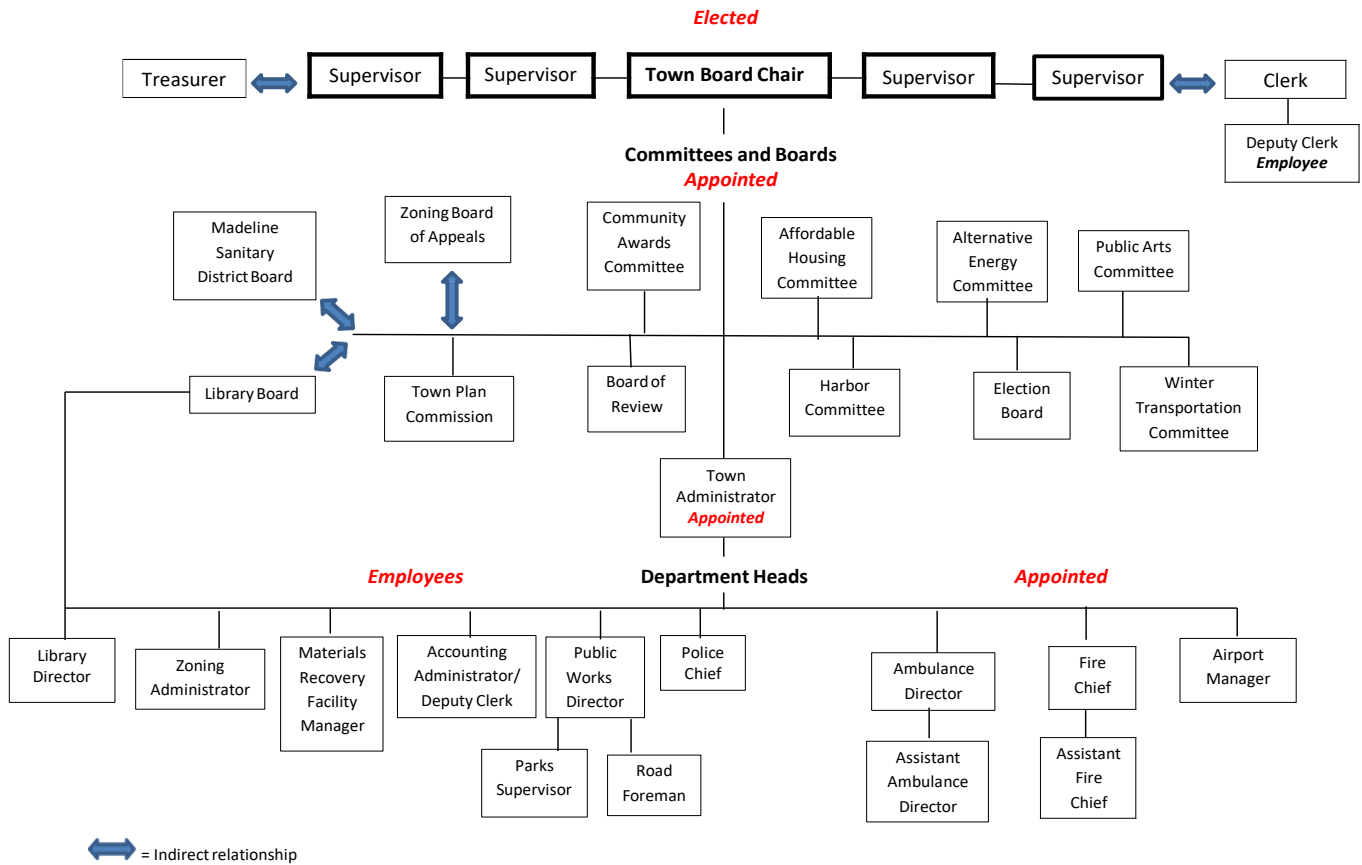 Elected
Treasurer
Supervisor
Supervisor
Town Board Chair
Supervisor
Supervisor
Clerk
Deputy Clerk
Employee
Committees and Boards
Appointed
Madeline
Sanitary
District Board
Zoning Board
of Appeals
Community
Awards
Committee
Affordable
Housing
Committee
Alternative
Energy
Committee
Public Arts
Committee
Library Board
Town Plan
Commission
Board of
Review
Harbor
Committee
Election
Board
Winter
Transportation
Committee
Town
Administrator
Appointed
Employees
Department Heads
Appointed
Library
Director
Zoning
Administrator
Materials
Recovery
Facility
Manager
Accounting
Administrator/
Deputy Clerk
Public
Works
Director
Police
Chief
Ambulance
Director
Fire
Chief
Airport
Manager
Parks
Supervisor
Road
Foreman
Assistant
Ambulance
Director
Assistant
Fire
Chief
= Indirect relationship